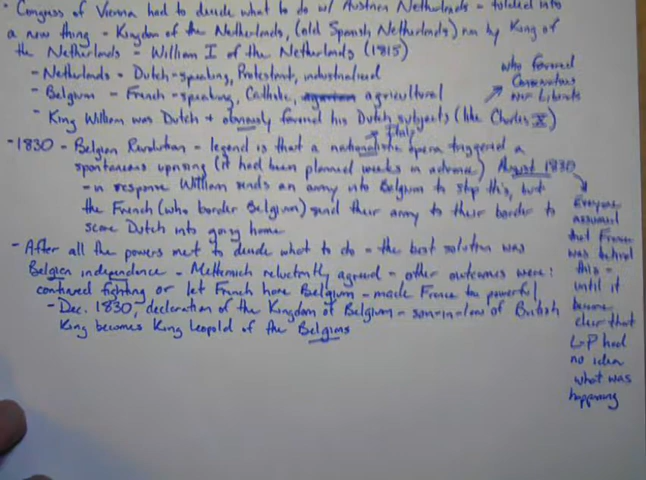 · Congress of Vienna had to decide what to do w/ Austrian Netherlands - folded into
a new thing - Kingdom of the Netherlands, (old Spanish Netherlands) run by King of
the Netherlands - William I of the Netherlands (1815)
- Netherlands - Dutch-speaking, Protestant, industrialized
- Belgium - French-speaking, Catholic, agricultural
- King William was Dutch + obviously favored his Dutch subjects (like Charles X)
who favored
Conservatives
over Liberals
- 1830 - Belgian Revolution - legend is that a nationalistic opera triggered a
Italy
spontaneous uprising (it had been planned weeks in advance) August 1830
- in response William sends an army into Belgium to stop this, but
the French (who border Belgium) send their army to their border to
scare Dutch into going home
Everyone
assumed
that France
was behind
this -
until it
became
clear that
L-P had
no idea
what was
happening
- After all the powers met to decide what to do - the best solution was
Belgian independence - Metternich reluctantly agreed - other outcomes were:
continued fighting or let French have Belgium - made France too powerful
- Dec. 1830, declaration of the Kingdom of Belgium - son-in-law of British
King becomes King Leopold of the Belgians